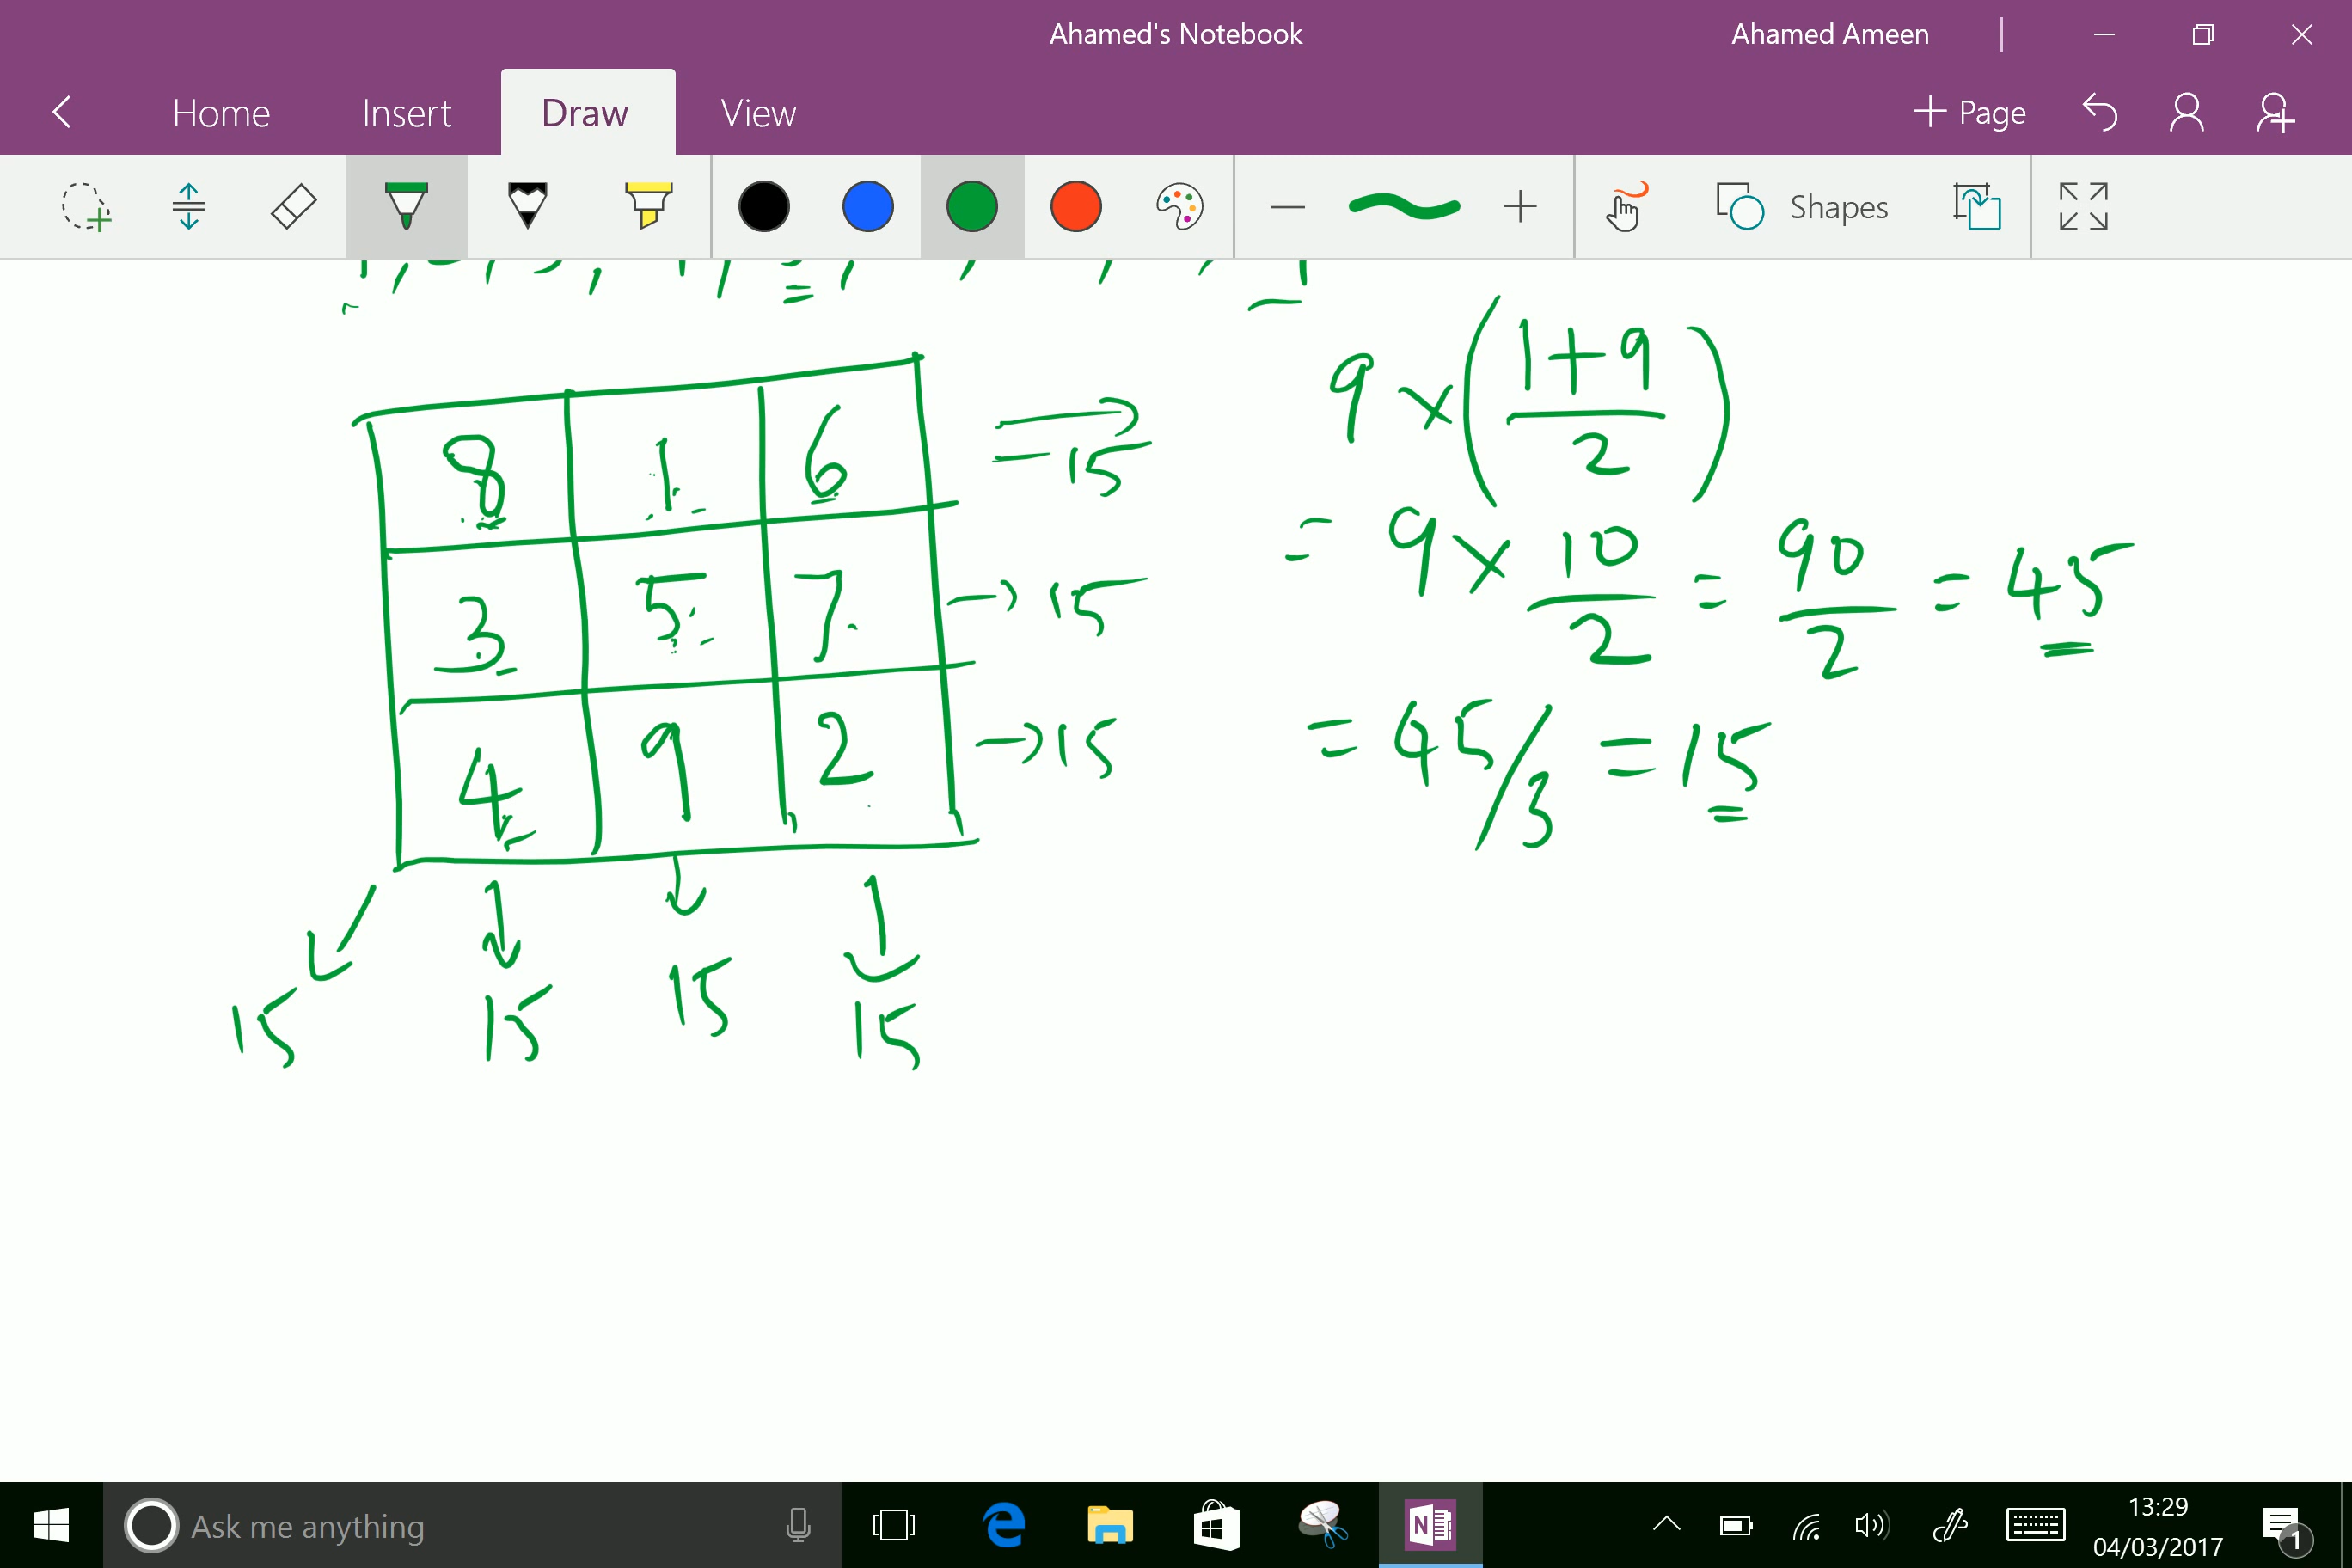 Ahamed's Notebook Ahamed Ameen
Home Insert Draw View + Page
Shapes
8 1 6 = 15
3 5 7 → 15
4 9 2 → 15
15 15 15 15
9 × (1+9/2)
= 9 × 10/2 = 90/2 = 45
= 45/3 = 15
Ask me anything
N
13:29
04/03/2017
1